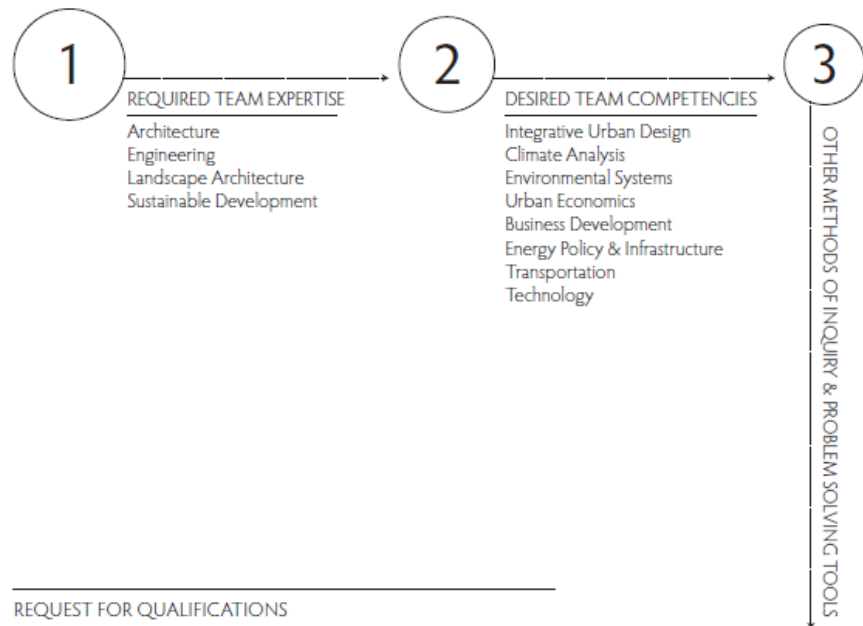 1
REQUIRED TEAM EXPERTISE
Architecture
Engineering
Landscape Architecture
Sustainable Development
2
DESIRED TEAM COMPETENCIES
Integrative Urban Design
Climate Analysis
Environmental Systems
Urban Economics
Business Development
Energy Policy & Infrastructure
Transportation
Technology
3
OTHER METHODS OF INQUIRY & PROBLEM SOLVING TOOLS
REQUEST FOR QUALIFICATIONS